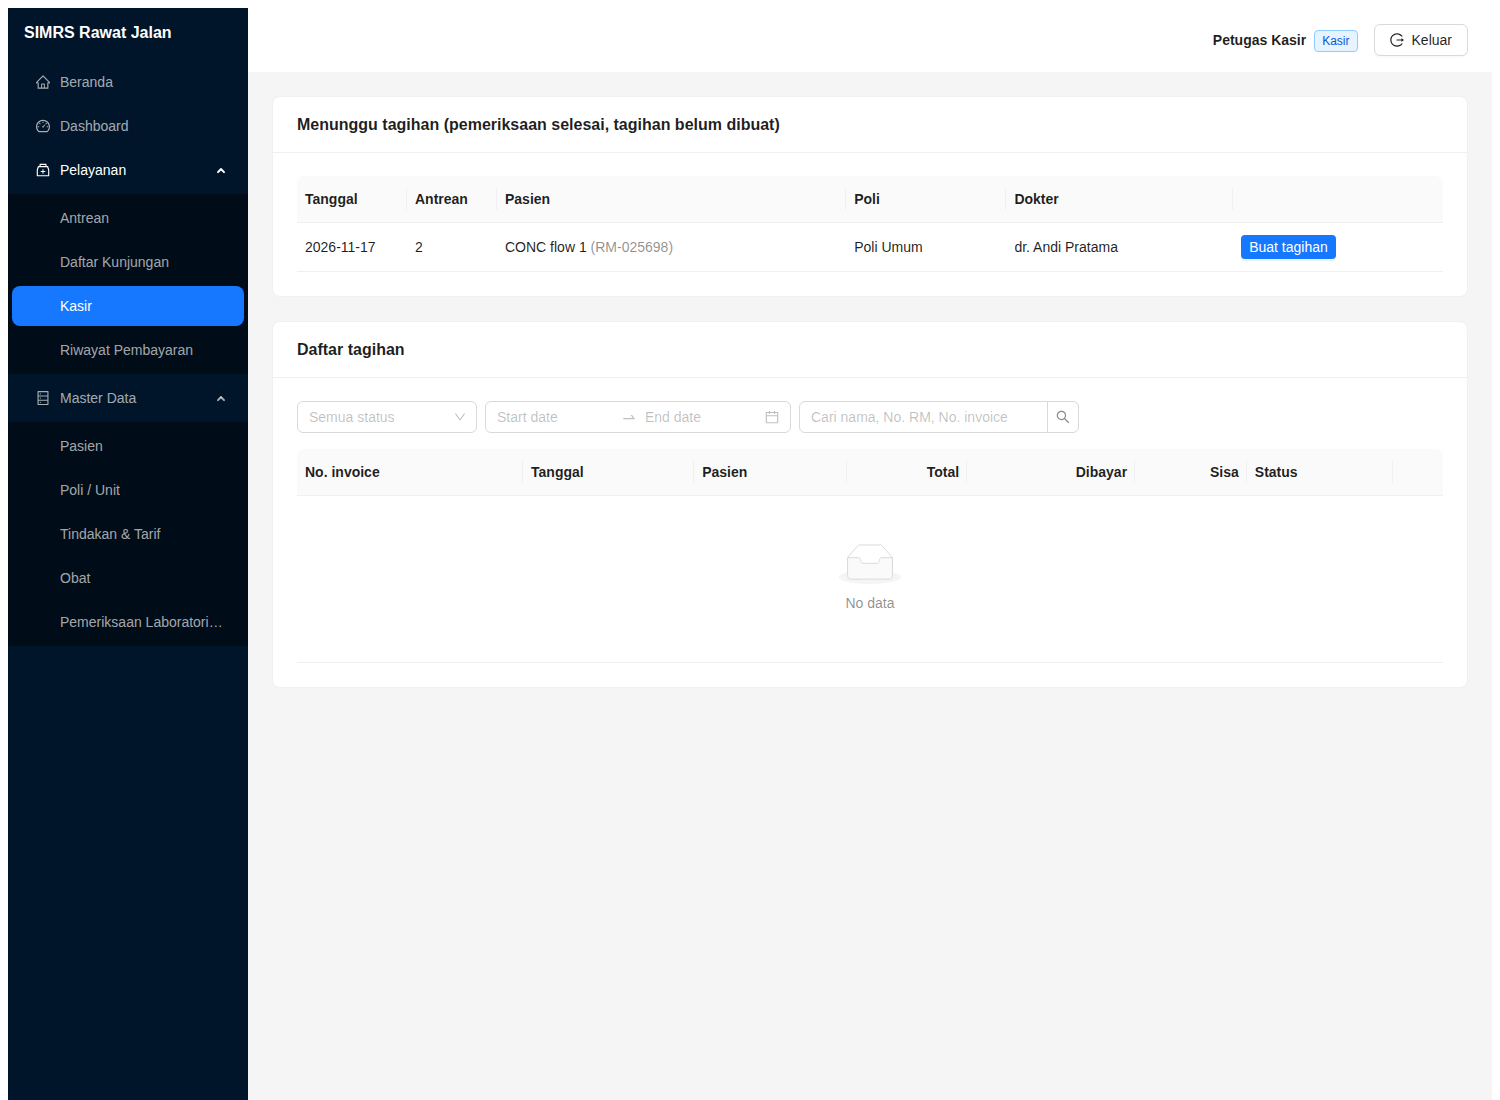 SIMRS Rawat Jalan
Petugas Kasir Kasir Keluar
Beranda
Dashboard
Pelayanan
Antrean
Daftar Kunjungan
Kasir
Riwayat Pembayaran
Master Data
Pasien
Poli / Unit
Tindakan & Tarif
Obat
Pemeriksaan Laboratori…
Menunggu tagihan (pemeriksaan selesai, tagihan belum dibuat)
Tanggal Antrean Pasien Poli Dokter
2026-11-17 2 CONC flow 1 (RM-025698) Poli Umum dr. Andi Pratama Buat tagihan
Daftar tagihan
Semua status Start date End date Cari nama, No. RM, No. invoice
No. invoice Tanggal Pasien Total Dibayar Sisa Status
No data